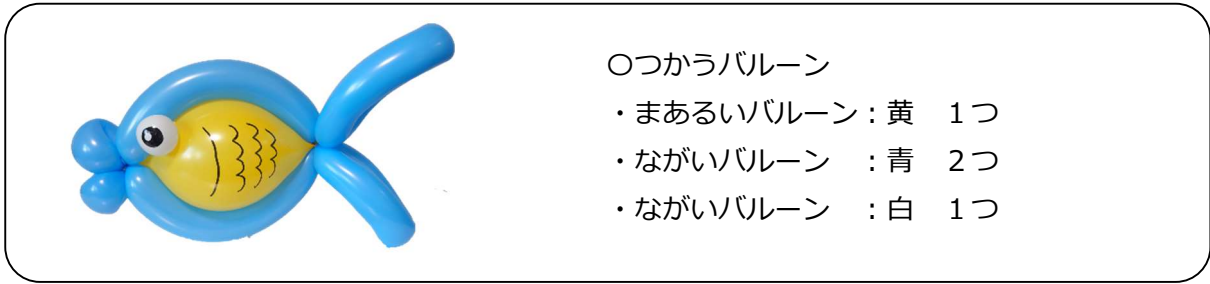 〇つかうバルーン
・まあるいバルーン：黄　１つ
・ながいバルーン　：青　２つ
・ながいバルーン　：白　１つ